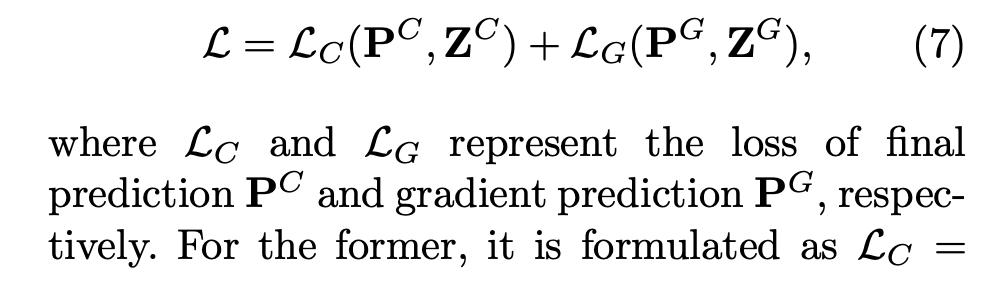 ℒ = ℒ_C(𝐏^C, 𝐙^C) + ℒ_G(𝐏^G, 𝐙^G), (7)
where ℒ_C and ℒ_G represent the loss of final
prediction 𝐏^C and gradient prediction 𝐏^G, respec-
tively. For the former, it is formulated as ℒ_C =